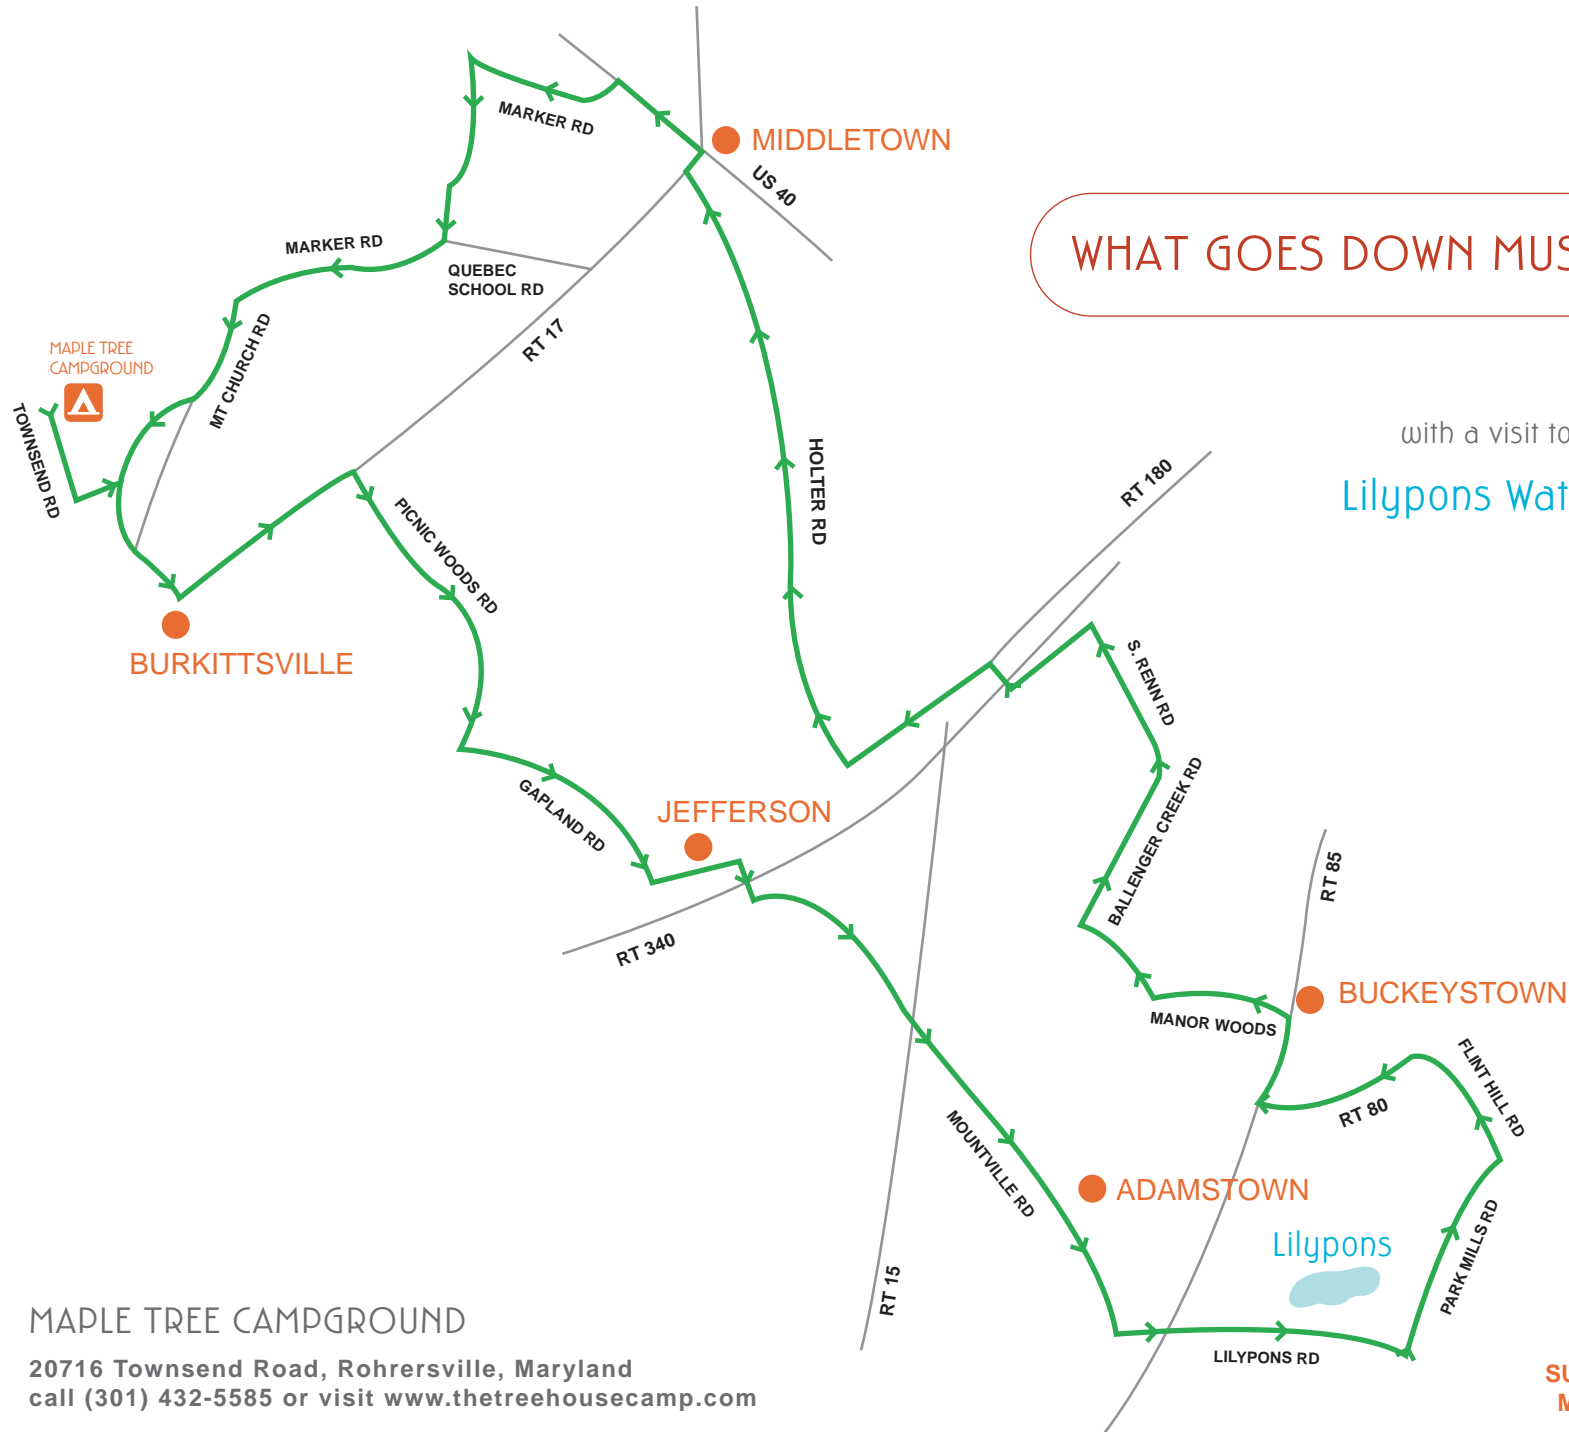 MARKER RD
MIDDLETOWN
US 40
WHAT GOES DOWN MUS
MARKER RD
QUEBEC
SCHOOL RD
RT 17
MT CHURCH RD
MAPLE TREE
CAMPGROUND
TOWNSEND RD
with a visit to
Lilypons Wat
HOLTER RD
RT 180
PICNIC WOODS RD
BURKITTSVILLE
S. RENN RD
GAPLAND RD
JEFFERSON
BALLENGER CREEK RD
RT 85
RT 340
BUCKEYSTOWN
MANOR WOODS
FLINT HILL RD
RT 80
MOUNTVILLE RD
ADAMSTOWN
Lilypons
PARK MILLS RD
RT 15
LILYPONS RD
MAPLE TREE CAMPGROUND
20716 Townsend Road, Rohrersville, Maryland
call (301) 432-5585 or visit www.thetreehousecamp.com
SU
M